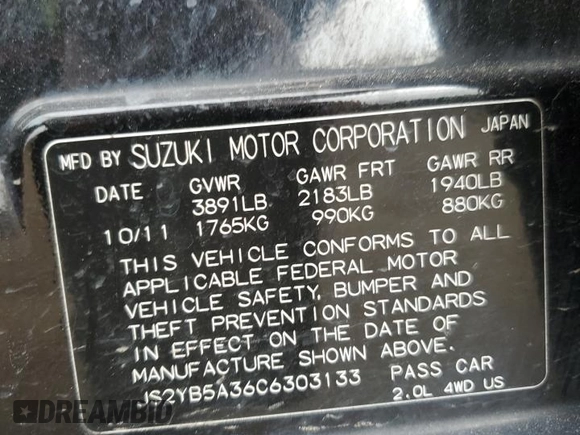 MFD BY SUZUKI MOTOR CORPORATION JAPAN
DATE GVWR GAWR FRT GAWR RR
3891LB 2183LB 1940LB
10/11 1765KG 990KG 880KG
THIS VEHICLE CONFORMS TO ALL
APPLICABLE FEDERAL MOTOR
VEHICLE SAFETY, BUMPER AND
THEFT PREVENTION STANDARDS
IN EFFECT ON THE DATE OF
MANUFACTURE SHOWN ABOVE.
JS2YB5A36C6303133 PASS CAR
2.0L 4WD US
DREAMBID